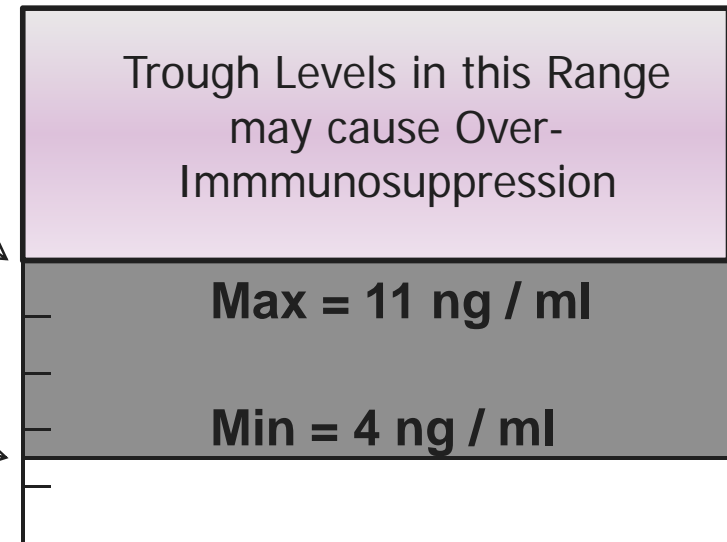 Trough Levels in this Range
may cause Over-
Immmunosuppression
Max = 11 ng / ml
Min = 4 ng / ml